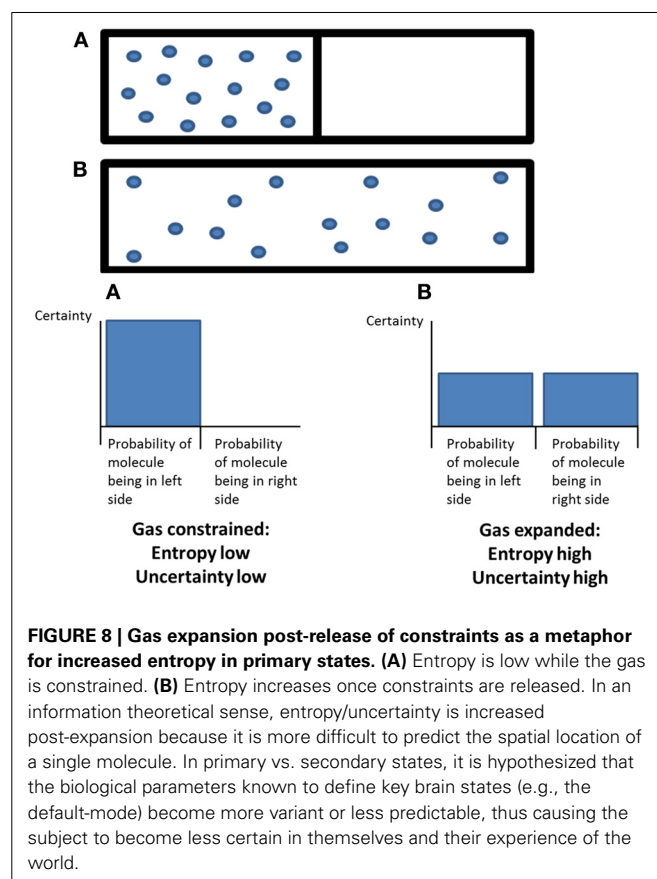 A
B
A
B
Certainty
Certainty
Probability of
molecule
being in left
side
Probability
of molecule
being in right
side
Probability
of molecule
being in left
side
Probability
of molecule
being in
right side
Gas constrained:
Entropy low
Uncertainty low
Gas expanded:
Entropy high
Uncertainty high
FIGURE 8 | Gas expansion post-release of constraints as a metaphor
for increased entropy in primary states. (A) Entropy is low while the gas
is constrained. (B) Entropy increases once constraints are released. In an
information theoretical sense, entropy/uncertainty is increased
post-expansion because it is more difficult to predict the spatial location of
a single molecule. In primary vs. secondary states, it is hypothesized that
the biological parameters known to define key brain states (e.g., the
default-mode) become more variant or less predictable, thus causing the
subject to become less certain in themselves and their experience of the
world.